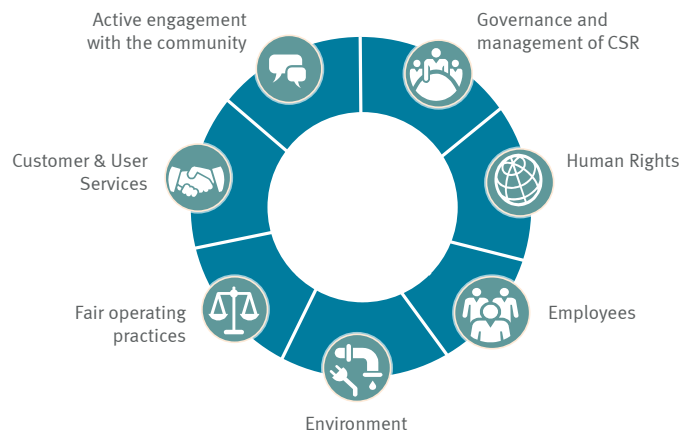 Active engagement
with the community
Governance and
management of CSR
Customer & User
Services
Human Rights
Fair operating
practices
Employees
Environment